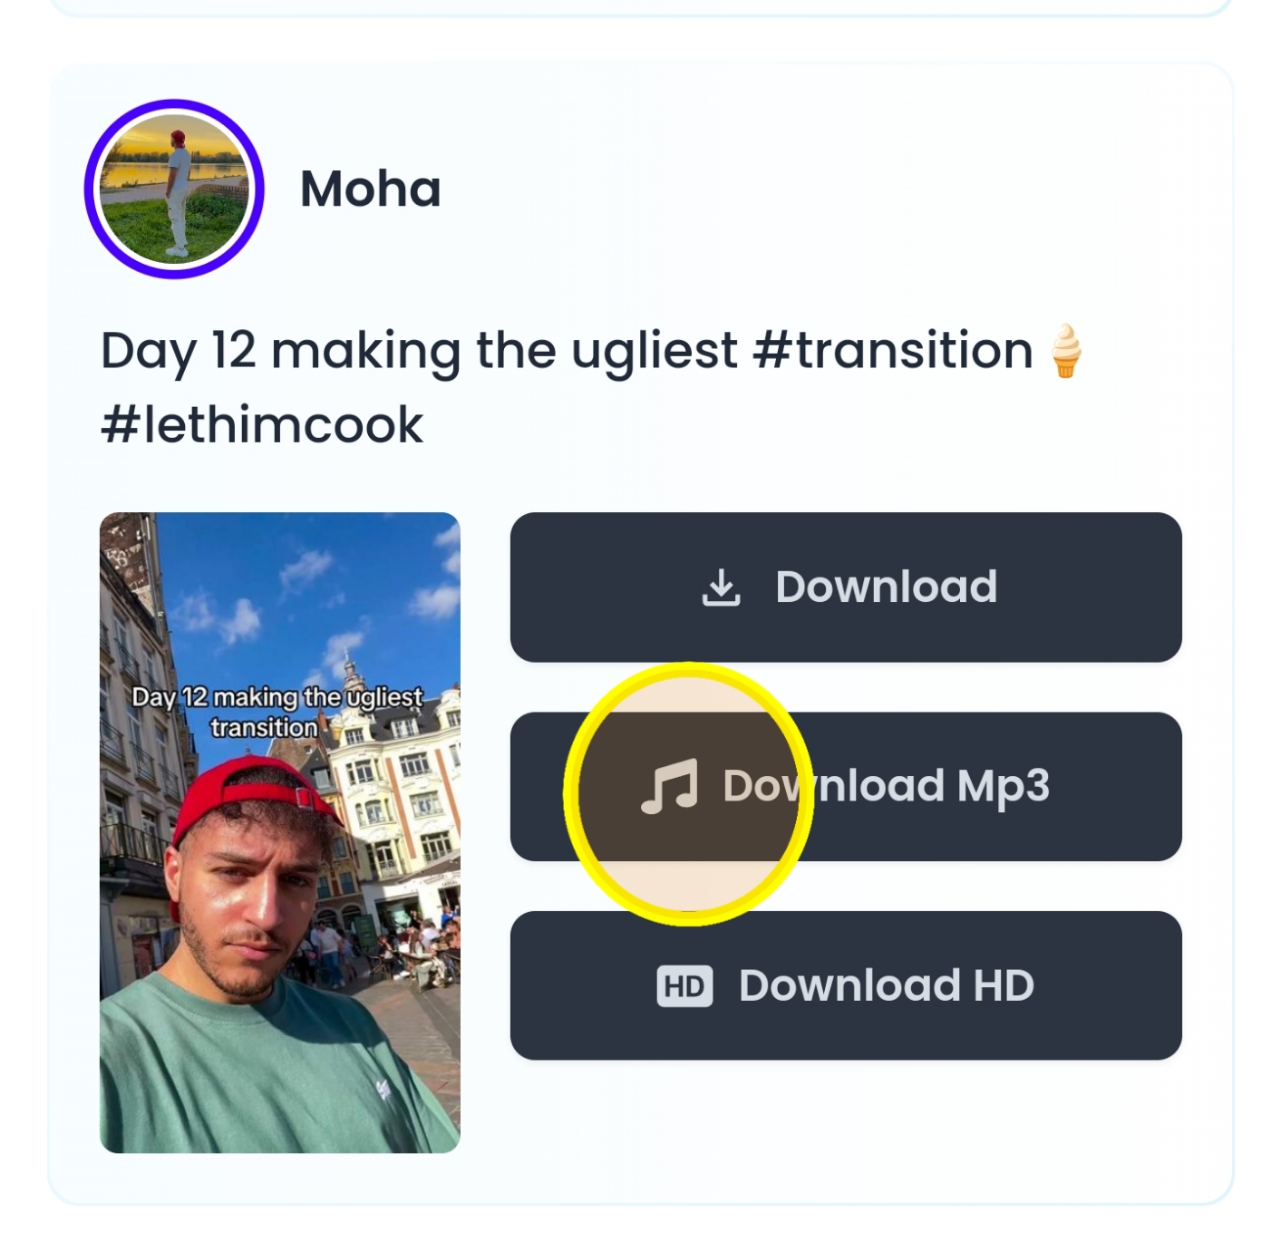 Moha
Day 12 making the ugliest #transition🍦
#lethimcook
Day 12 making the ugliest
transition
Download
Download Mp3
HD Download HD